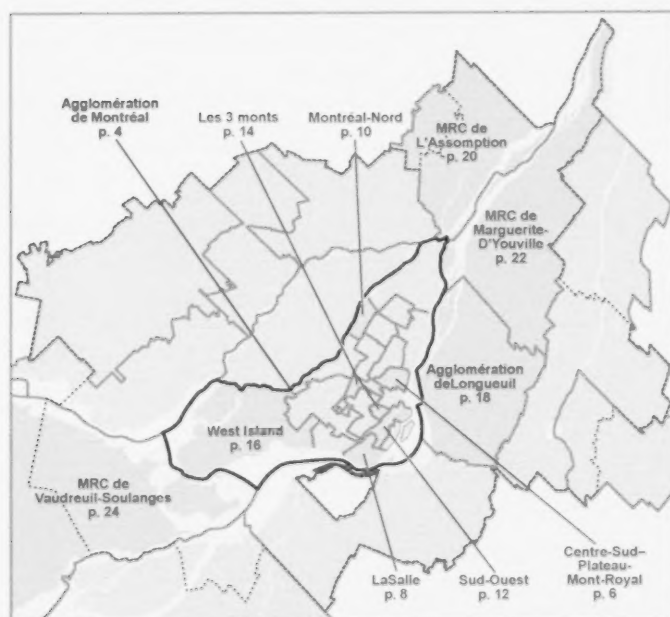 Agglomération
de Montréal
p. 4
Les 3 monts
p. 14
Montréal-Nord
p. 10
MRC de
L'Assomption
p. 20
MRC de
Marguerite-
D'Youville
p. 22
Agglomération
deLongueuil
p. 18
West Island
p. 16
MRC de
Vaudreuil-Soulanges
p. 24
LaSalle
p. 8
Sud-Ouest
p. 12
Centre-Sud–
Plateau-
Mont-Royal
p. 6